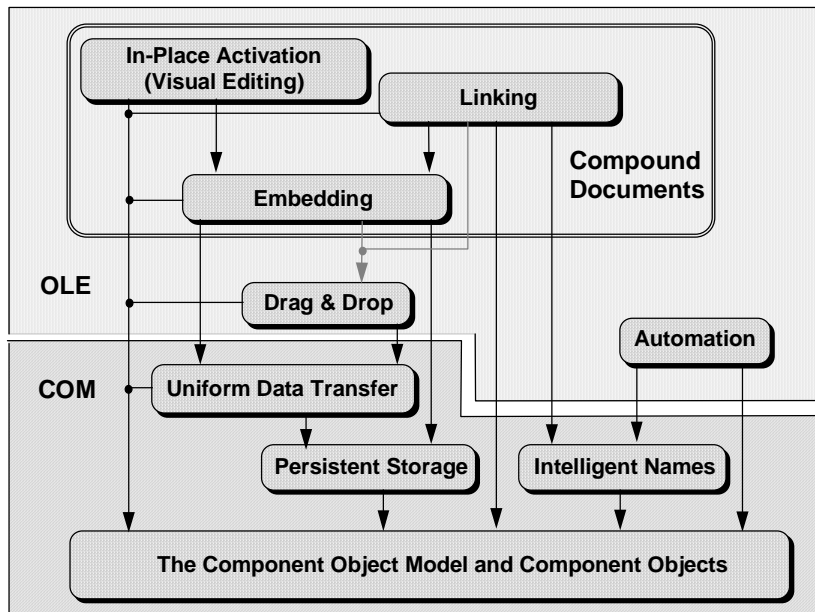 In-Place Activation
(Visual Editing)
Linking
Compound
Documents
Embedding
OLE
Drag & Drop
Automation
COM
Uniform Data Transfer
Persistent Storage
Intelligent Names
The Component Object Model and Component Objects